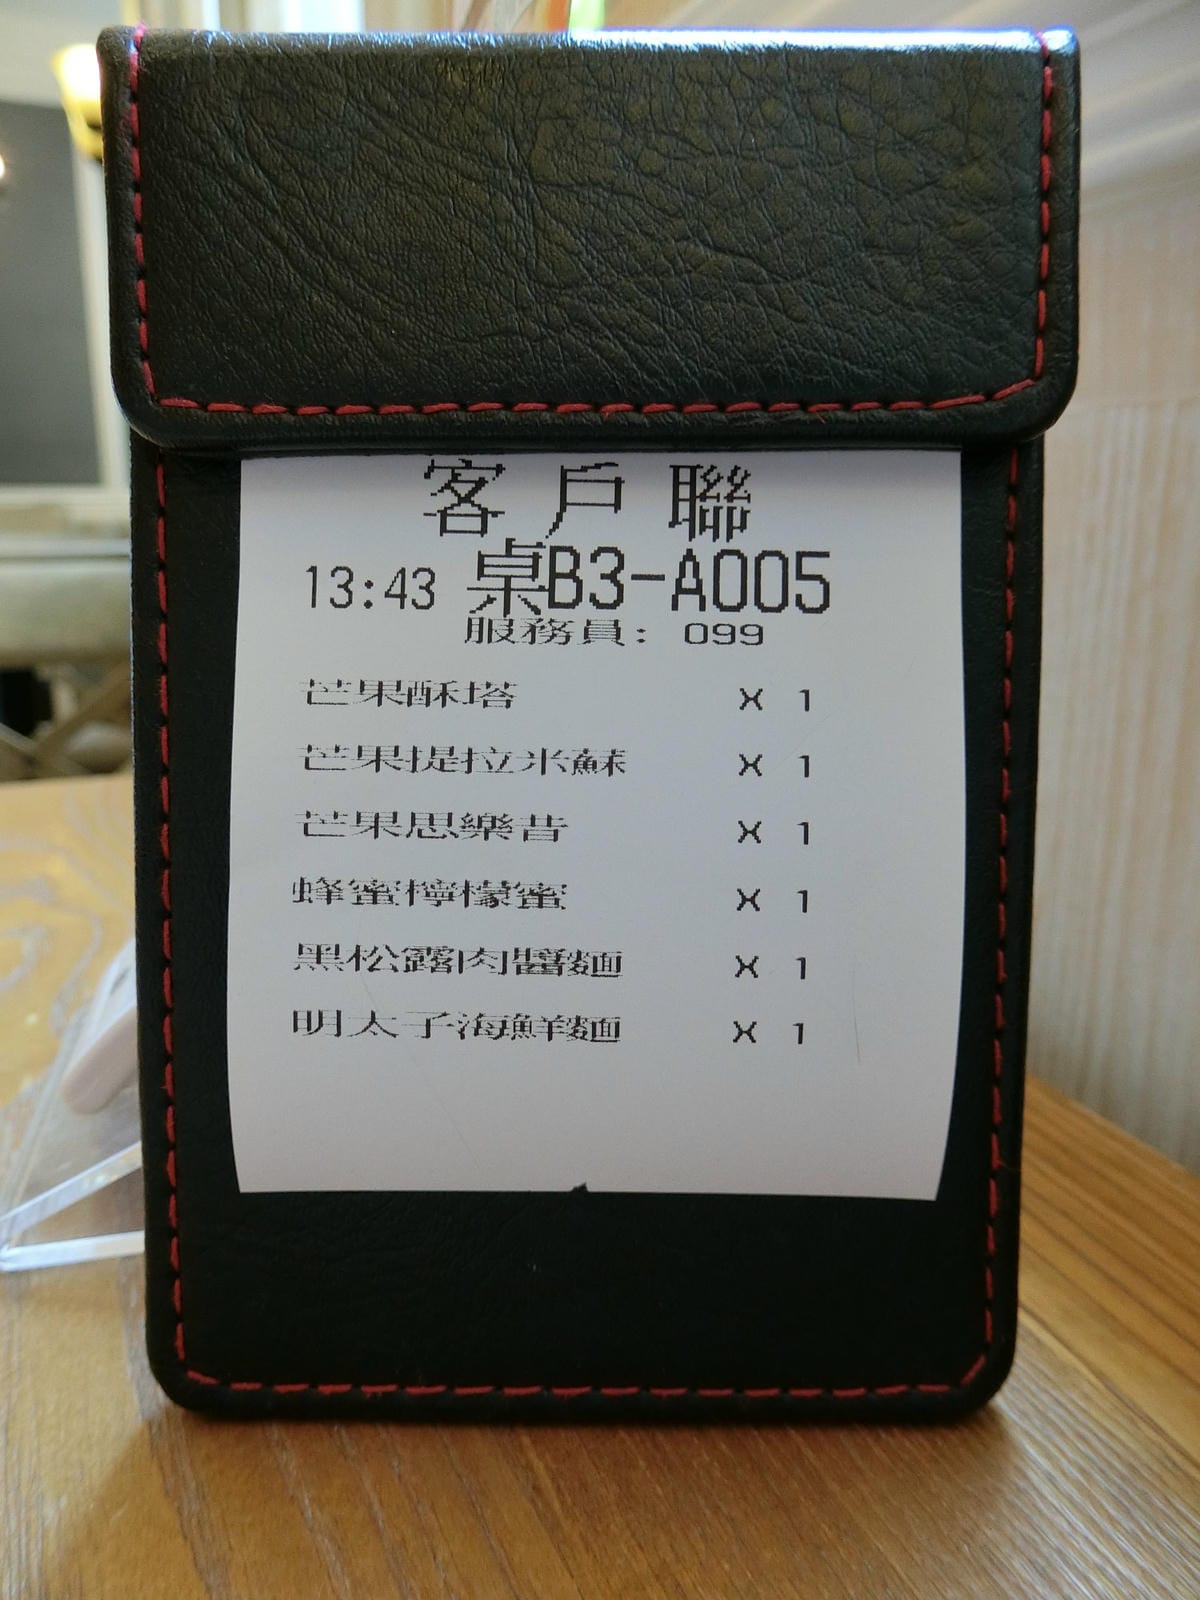 客戶聯
13:43 桌B3-A005
服務員: 099
芒果酥塔 X 1
芒果提拉米蘇 X 1
芒果思樂昔 X 1
蜂蜜檸檬蜜 X 1
黑松露肉醬麵 X 1
明太子海鮮麵 X 1